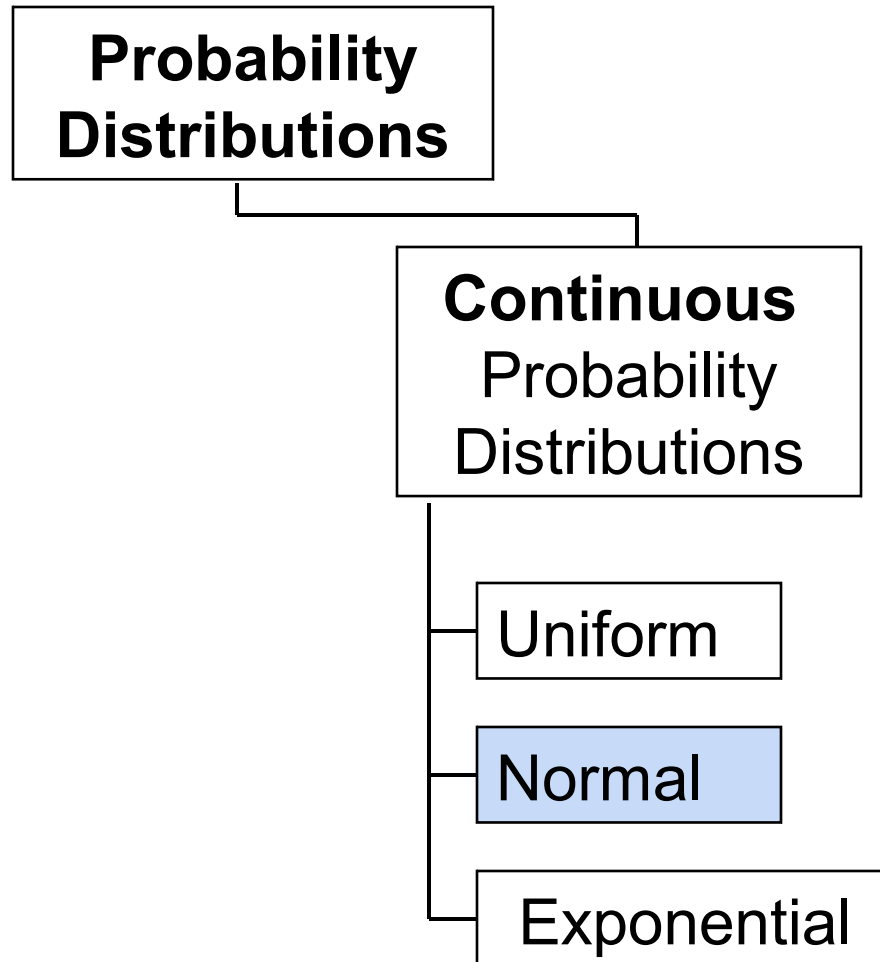 Probability
Distributions
Continuous
Probability
Distributions
Uniform
Normal
Exponential